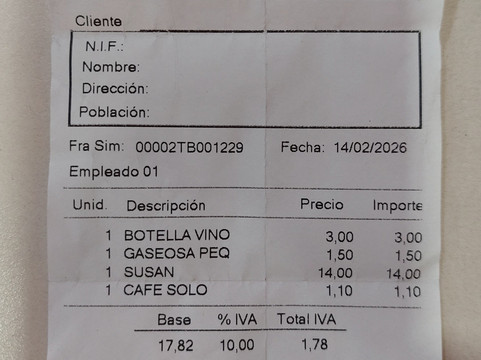 Cliente
N.I.F.:
Nombre:
Dirección:
Población:
Fra Sim: 00002TB001229 Fecha: 14/02/2026
Empleado 01
Unid. Descripción Precio Importe
1 BOTELLA VINO 3,00 3,00
1 GASEOSA PEQ 1,50 1,50
1 SUSAN 14,00 14,00
1 CAFE SOLO 1,10 1,10
Base % IVA Total IVA
17,82 10,00 1,78